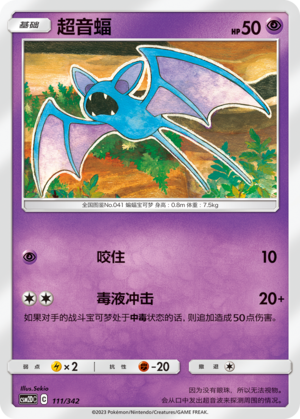 基础 超音蝠 HP50
全国图鉴No.041 蝙蝠宝可梦 身高：0.8m 体重：7.5kg
咬住 10
毒液冲击 20+
如果对手的战斗宝可梦处于中毒状态的话，则追加造成50点伤害。
弱点 ×2 抗性 -20 撤退
Illus.Sekio
CSM2DC C 111/342
因为没有眼球，所以无法视物。
会从口中发出超音波来探测周围的情况。
©2023 Pokémon/Nintendo/Creatures/GAME FREAK.